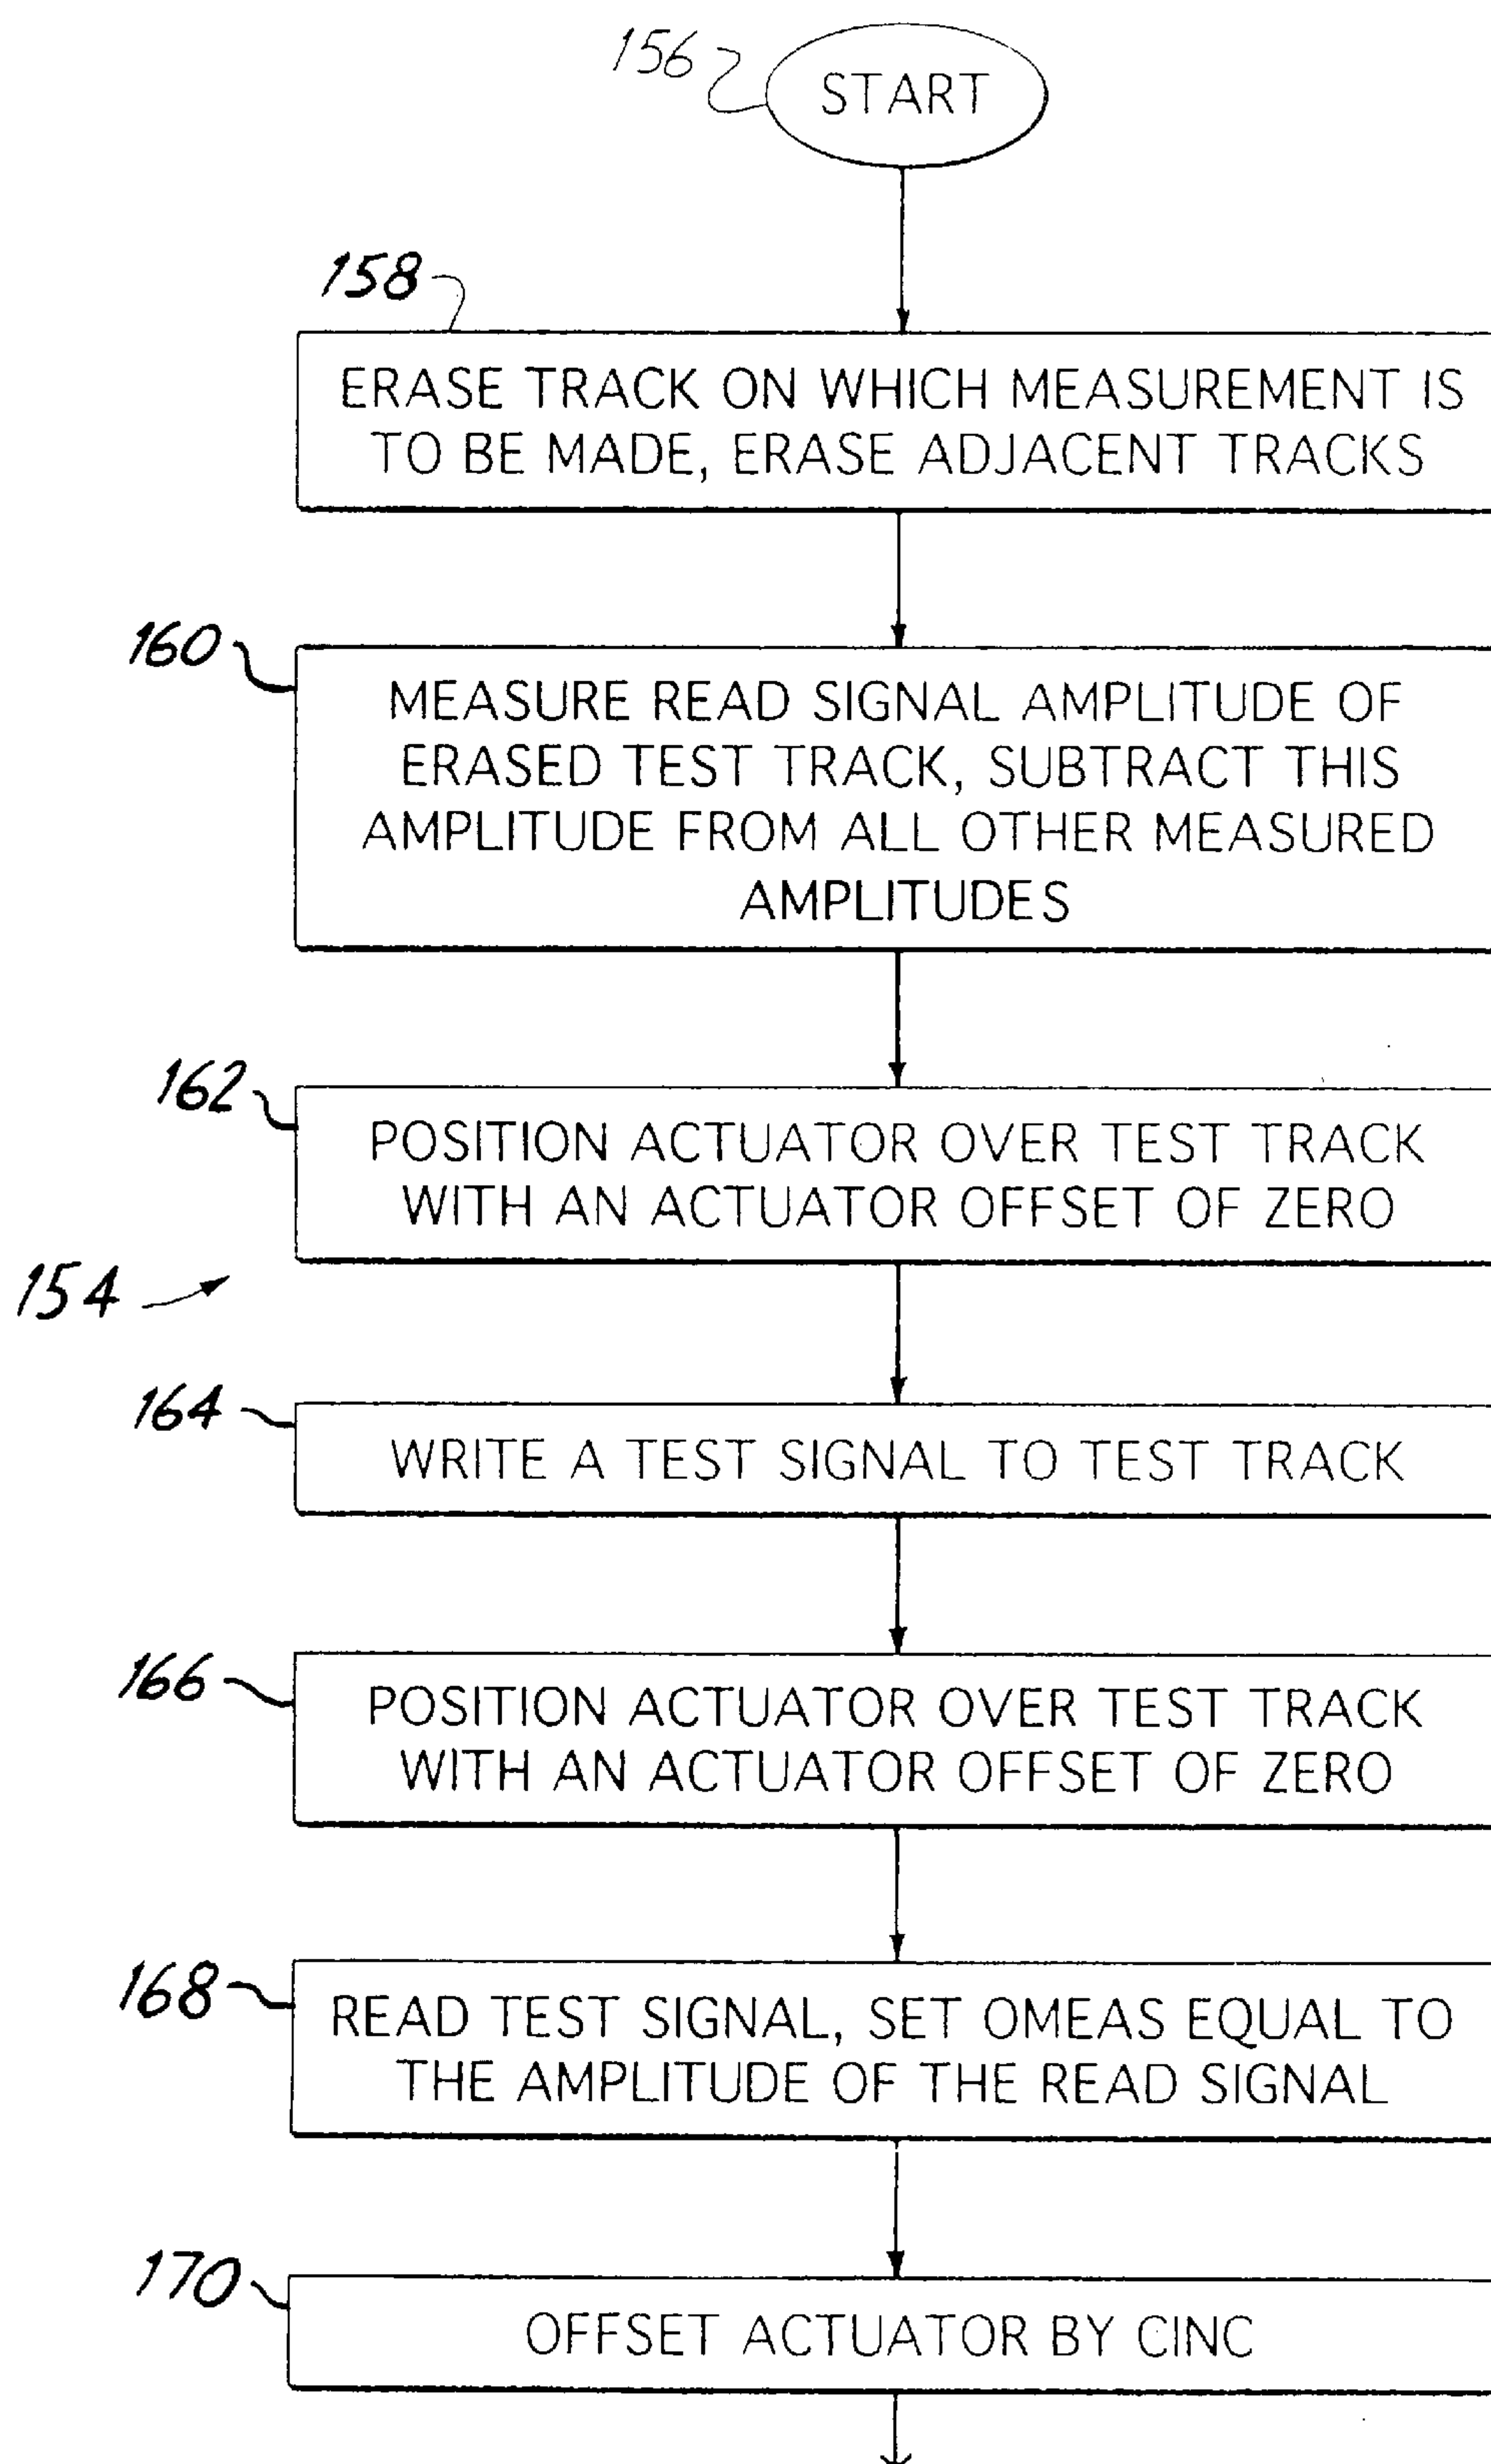 156
START
158
ERASE TRACK ON WHICH MEASUREMENT IS
TO BE MADE, ERASE ADJACENT TRACKS
160
MEASURE READ SIGNAL AMPLITUDE OF
ERASED TEST TRACK, SUBTRACT THIS
AMPLITUDE FROM ALL OTHER MEASURED
AMPLITUDES
162
POSITION ACTUATOR OVER TEST TRACK
WITH AN ACTUATOR OFFSET OF ZERO
154
164
WRITE A TEST SIGNAL TO TEST TRACK
166
POSITION ACTUATOR OVER TEST TRACK
WITH AN ACTUATOR OFFSET OF ZERO
168
READ TEST SIGNAL, SET OMEAS EQUAL TO
THE AMPLITUDE OF THE READ SIGNAL
170
OFFSET ACTUATOR BY CINC